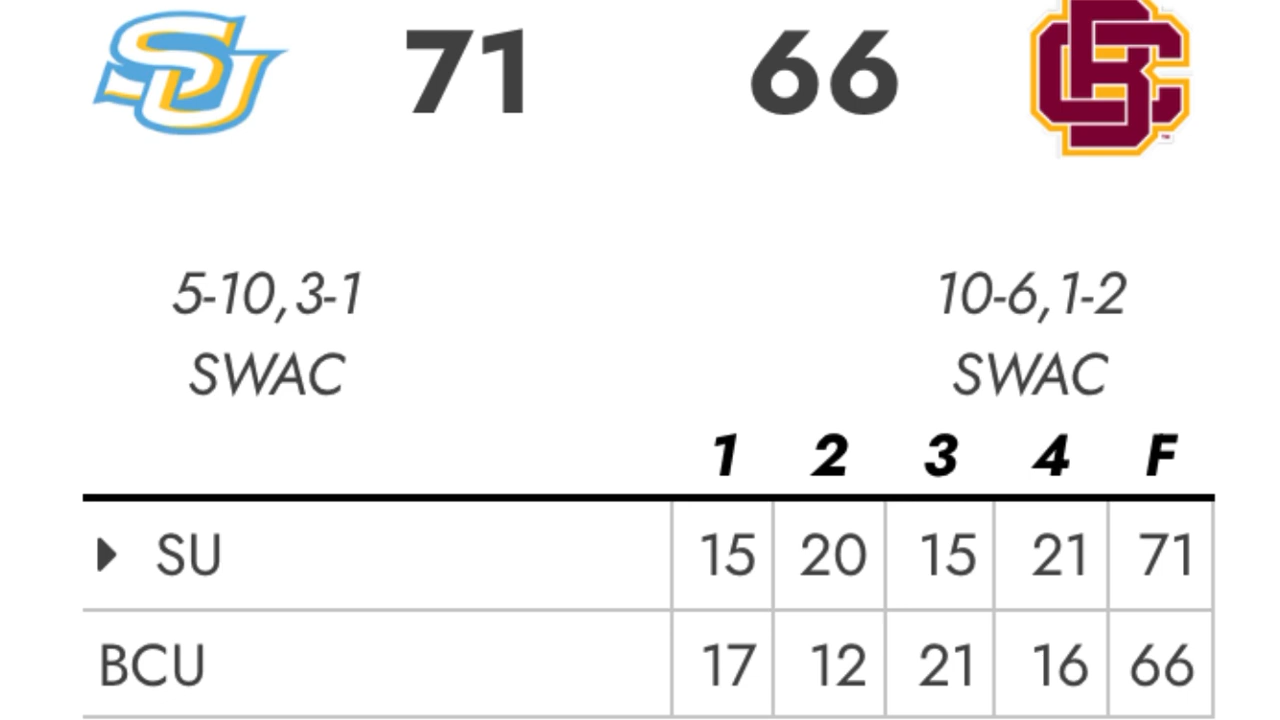 SU 71 66 BC
5-10, 3-1 10-6, 1-2
SWAC SWAC
1 2 3 4 F
SU 15 20 15 21 71
BCU 17 12 21 16 66